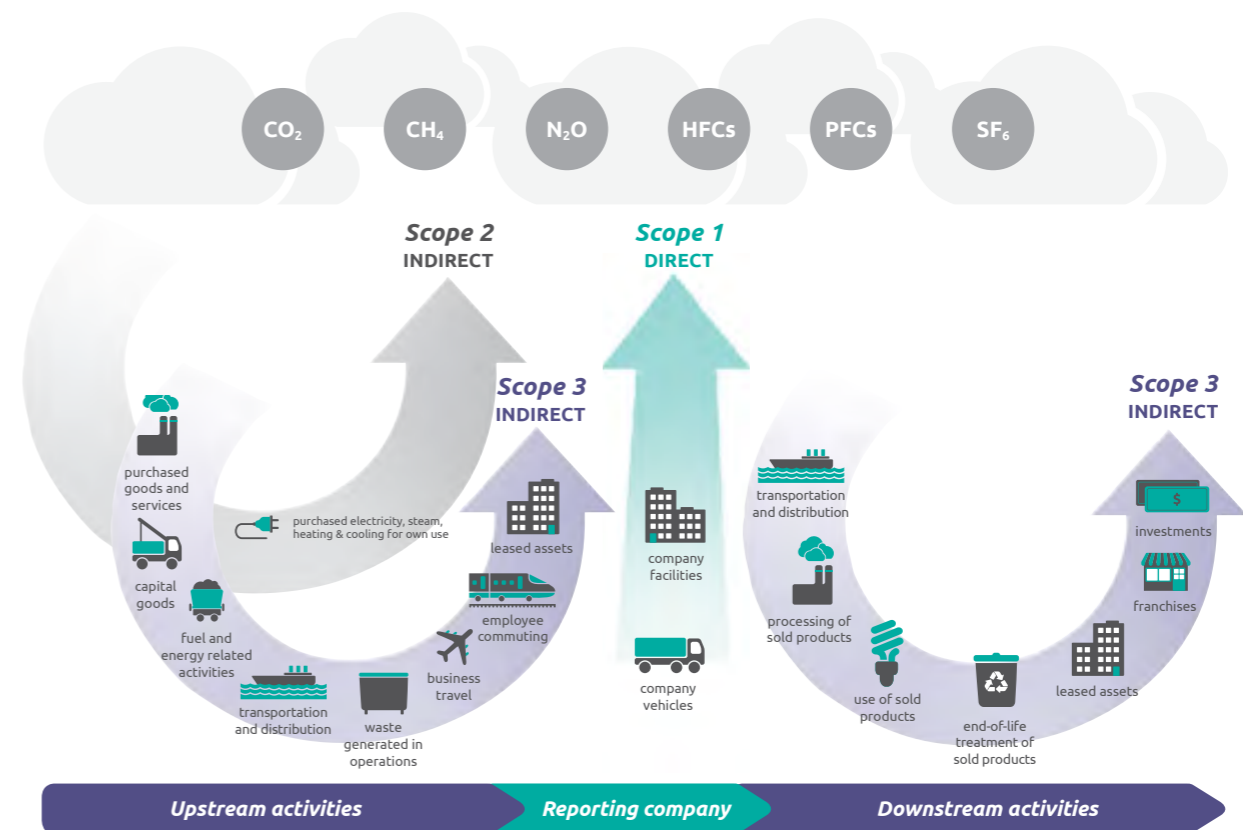 CO₂
CH₄
N₂O
HFCs
PFCs
SF₆
Scope 2
INDIRECT
Scope 1
DIRECT
Scope 3
INDIRECT
Scope 3
INDIRECT
purchased
goods and
services
capital
goods
fuel and
energy related
activities
transportation
and distribution
waste
generated in
operations
business
travel
employee
commuting
leased assets
purchased electricity, steam,
heating & cooling for own use
company
facilities
company
vehicles
transportation
and distribution
processing of
sold products
use of sold
products
end-of-life
treatment of
sold products
leased assets
franchises
$
investments
Upstream activities
Reporting company
Downstream activities